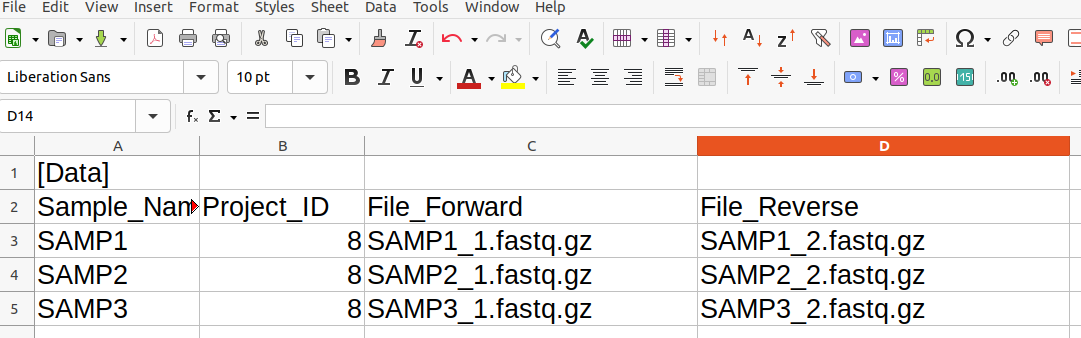 File Edit View Insert Format Styles Sheet Data Tools Window Help
Liberation Sans 10 pt B I U A
D14 fx Σ =
A B C D
1 [Data]
2 Sample_Nam Project_ID File_Forward File_Reverse
3 SAMP1 8 SAMP1_1.fastq.gz SAMP1_2.fastq.gz
4 SAMP2 8 SAMP2_1.fastq.gz SAMP2_2.fastq.gz
5 SAMP3 8 SAMP3_1.fastq.gz SAMP3_2.fastq.gz